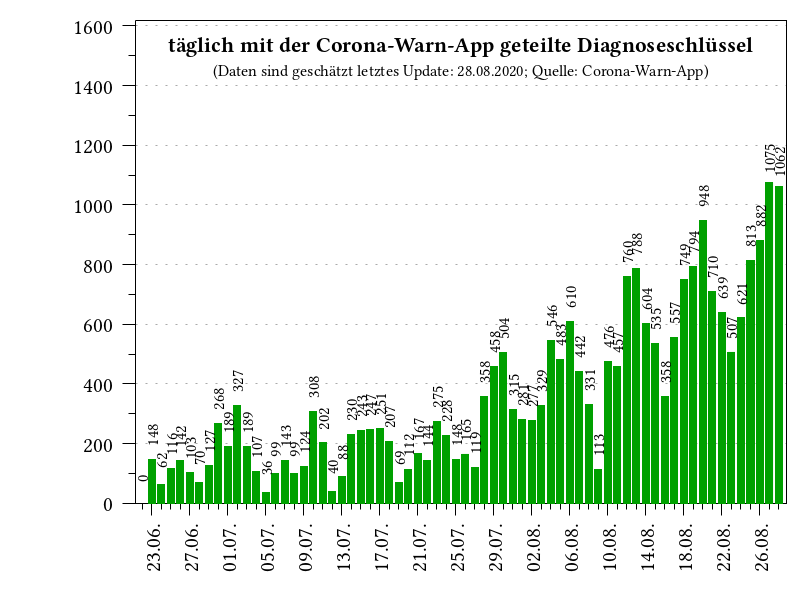 täglich mit der Corona-Warn-App geteilte Diagnoseschlüssel
(Daten sind geschätzt letztes Update: 28.08.2020; Quelle: Corona-Warn-App)
1600
1400
1200
1000
800
600
400
200
0
0 148 62 116 142 103 70 127 268 189 327 189 107 36 99 143 99 124 308 202 40 88 230 243 247 251 207 69 112 167 144 275 228 148 165 119 358 458 504 315 281 277 329 546 483 610 442 331 113 476 457 760 788 604 535 358 557 749 794 948 710 639 507 621 813 882 1075 1062
23.06. 27.06. 01.07. 05.07. 09.07. 13.07. 17.07. 21.07. 25.07. 29.07. 02.08. 06.08. 10.08. 14.08. 18.08. 22.08. 26.08.